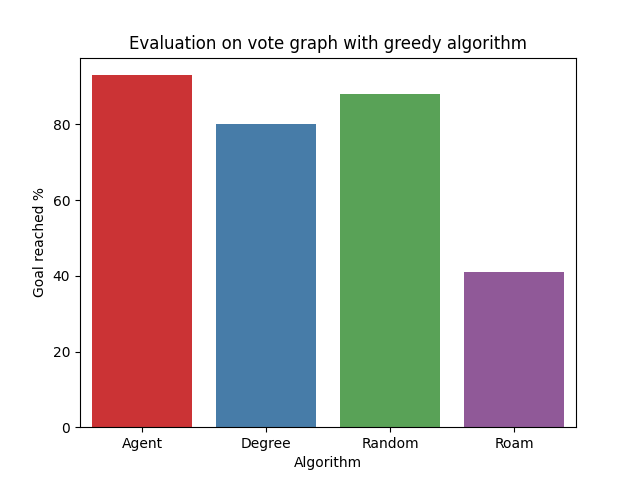 Evaluation on vote graph with greedy algorithm
80
60
40
20
0
Goal reached %
Agent
Degree
Random
Roam
Algorithm